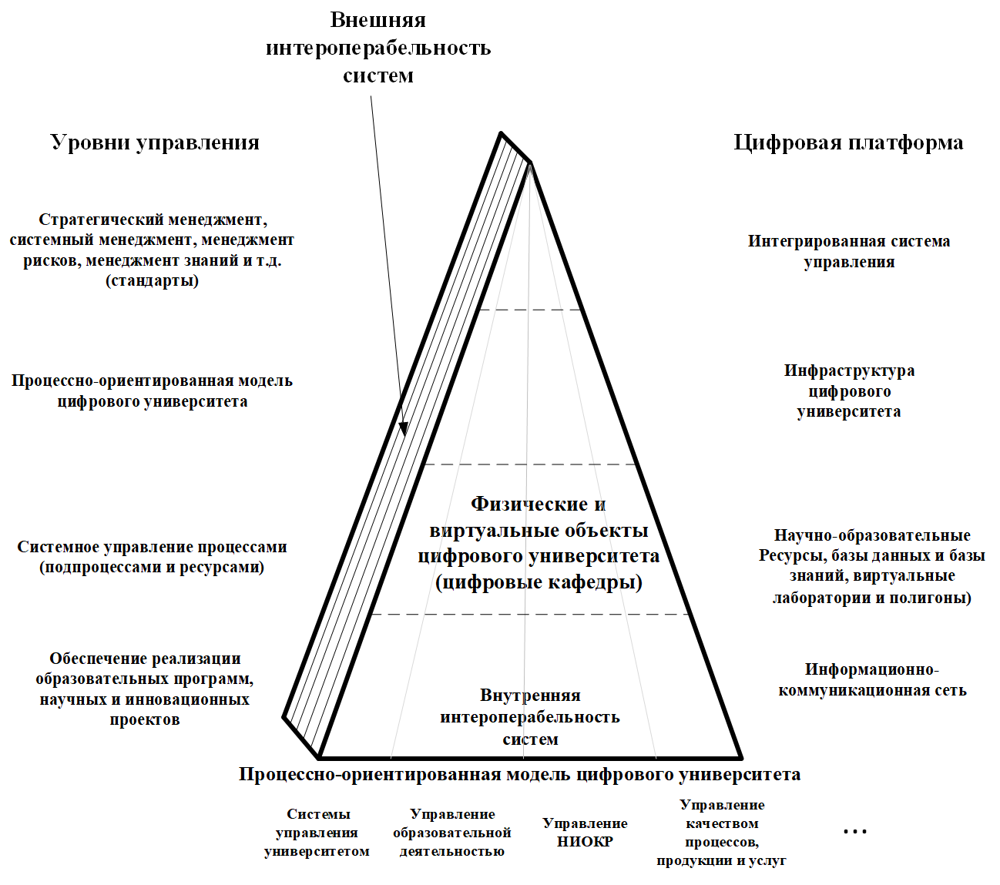 Внешняя
интероперабельность
систем
Уровни управления
Цифровая платформа
Стратегический менеджмент,
системный менеджмент, менеджмент
рисков, менеджмент знаний и т.д.
(стандарты)
Интегрированная система
управления
Процессно-ориентированная модель
цифрового университета
Инфраструктура
цифрового
университета
Физические и
виртуальные объекты
цифрового университета
(цифровые кафедры)
Системное управление процессами
(подпроцессами и ресурсами)
Научно-образовательные
Ресурсы, базы данных и базы
знаний, виртуальные
лаборатории и полигоны)
Обеспечение реализации
образовательных программ,
научных и инновационных
проектов
Информационно-
коммуникационная сеть
Внутренняя
интероперабельность
систем
Процессно-ориентированная модель цифрового университета
Системы
управления
университетом
Управление
образовательной
деятельностью
Управление
НИОКР
Управление
качеством
процессов,
продукции и услуг
...